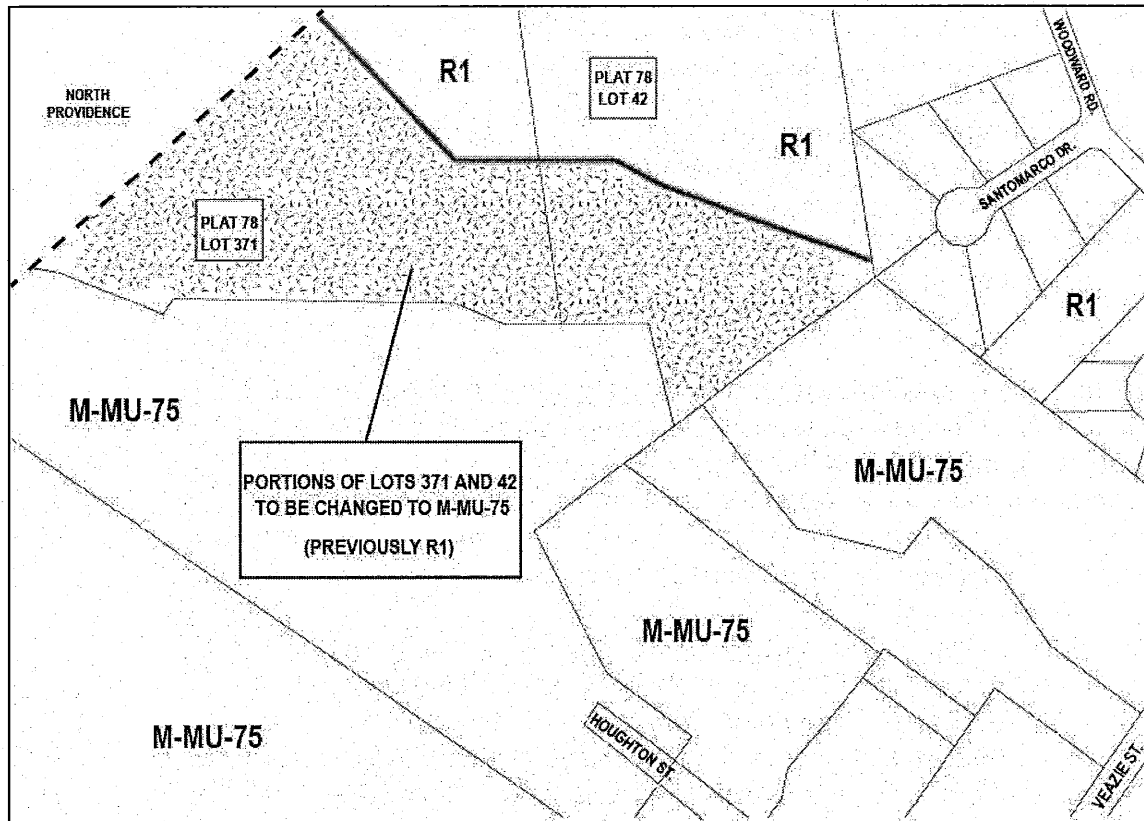 NORTH
PROVIDENCE
R1
PLAT 78
LOT 42
R1
WOODWARD RD.
SANTOMARCO DR.
PLAT 78
LOT 371
R1
M-MU-75
PORTIONS OF LOTS 371 AND 42
TO BE CHANGED TO M-MU-75
(PREVIOUSLY R1)
M-MU-75
M-MU-75
M-MU-75
HOUGHTON ST.
VEAZIE ST.